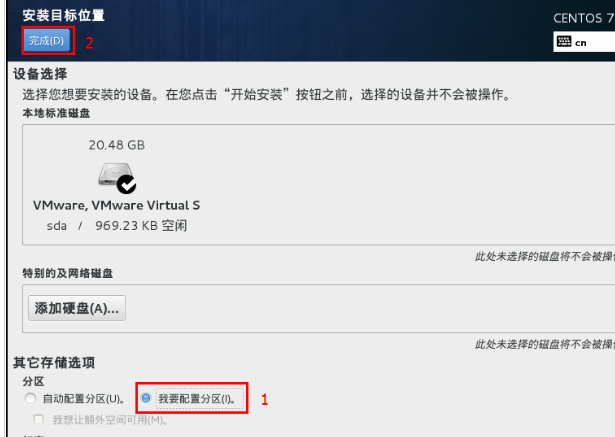 安装目标位置
CENTOS 7
完成(D)
2
cn
设备选择
选择您想要安装的设备。在您点击“开始安装”按钮之前，选择的设备并不会被操作。
本地标准磁盘
20.48 GB
VMware, VMware Virtual S
sda / 969.23 KB 空闲
此处未选择的磁盘将不会被操
特别的及网络磁盘
添加硬盘(A)...
此处未选择的磁盘将不会被操
其它存储选项
分区
自动配置分区(U)。 我要配置分区(I)。 1
我想让额外空间可用(M)。